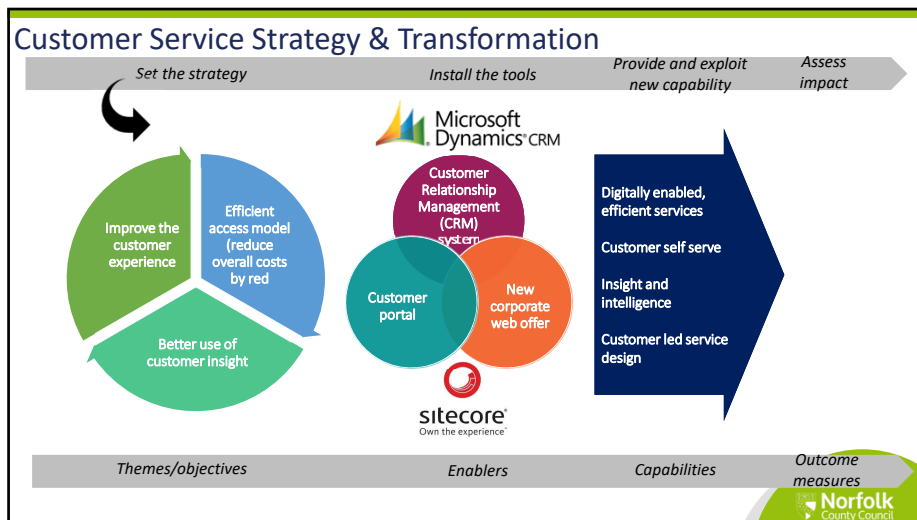 Customer Service Strategy & Transformation
Set the strategy
Install the tools
Provide and exploit
new capability
Assess
impact
Microsoft
Dynamics® CRM
Improve the
customer
experience
Efficient
access model
(reduce
overall costs
by red
Better use of
customer insight
Customer
Relationship
Management
(CRM)
system
Customer
portal
New
corporate
web offer
sitecore®
Own the experience™
Digitally enabled,
efficient services
Customer self serve
Insight and
intelligence
Customer led service
design
Themes/objectives
Enablers
Capabilities
Outcome
measures
Norfolk
County Council